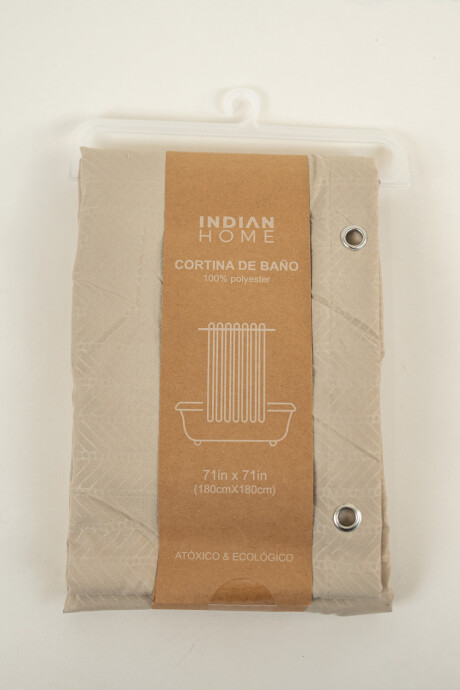 INDIAN
HOME
CORTINA DE BAÑO
100% polyester
71in x 71in
(180cmX180cm)
ATÓXICO & ECOLÓGICO